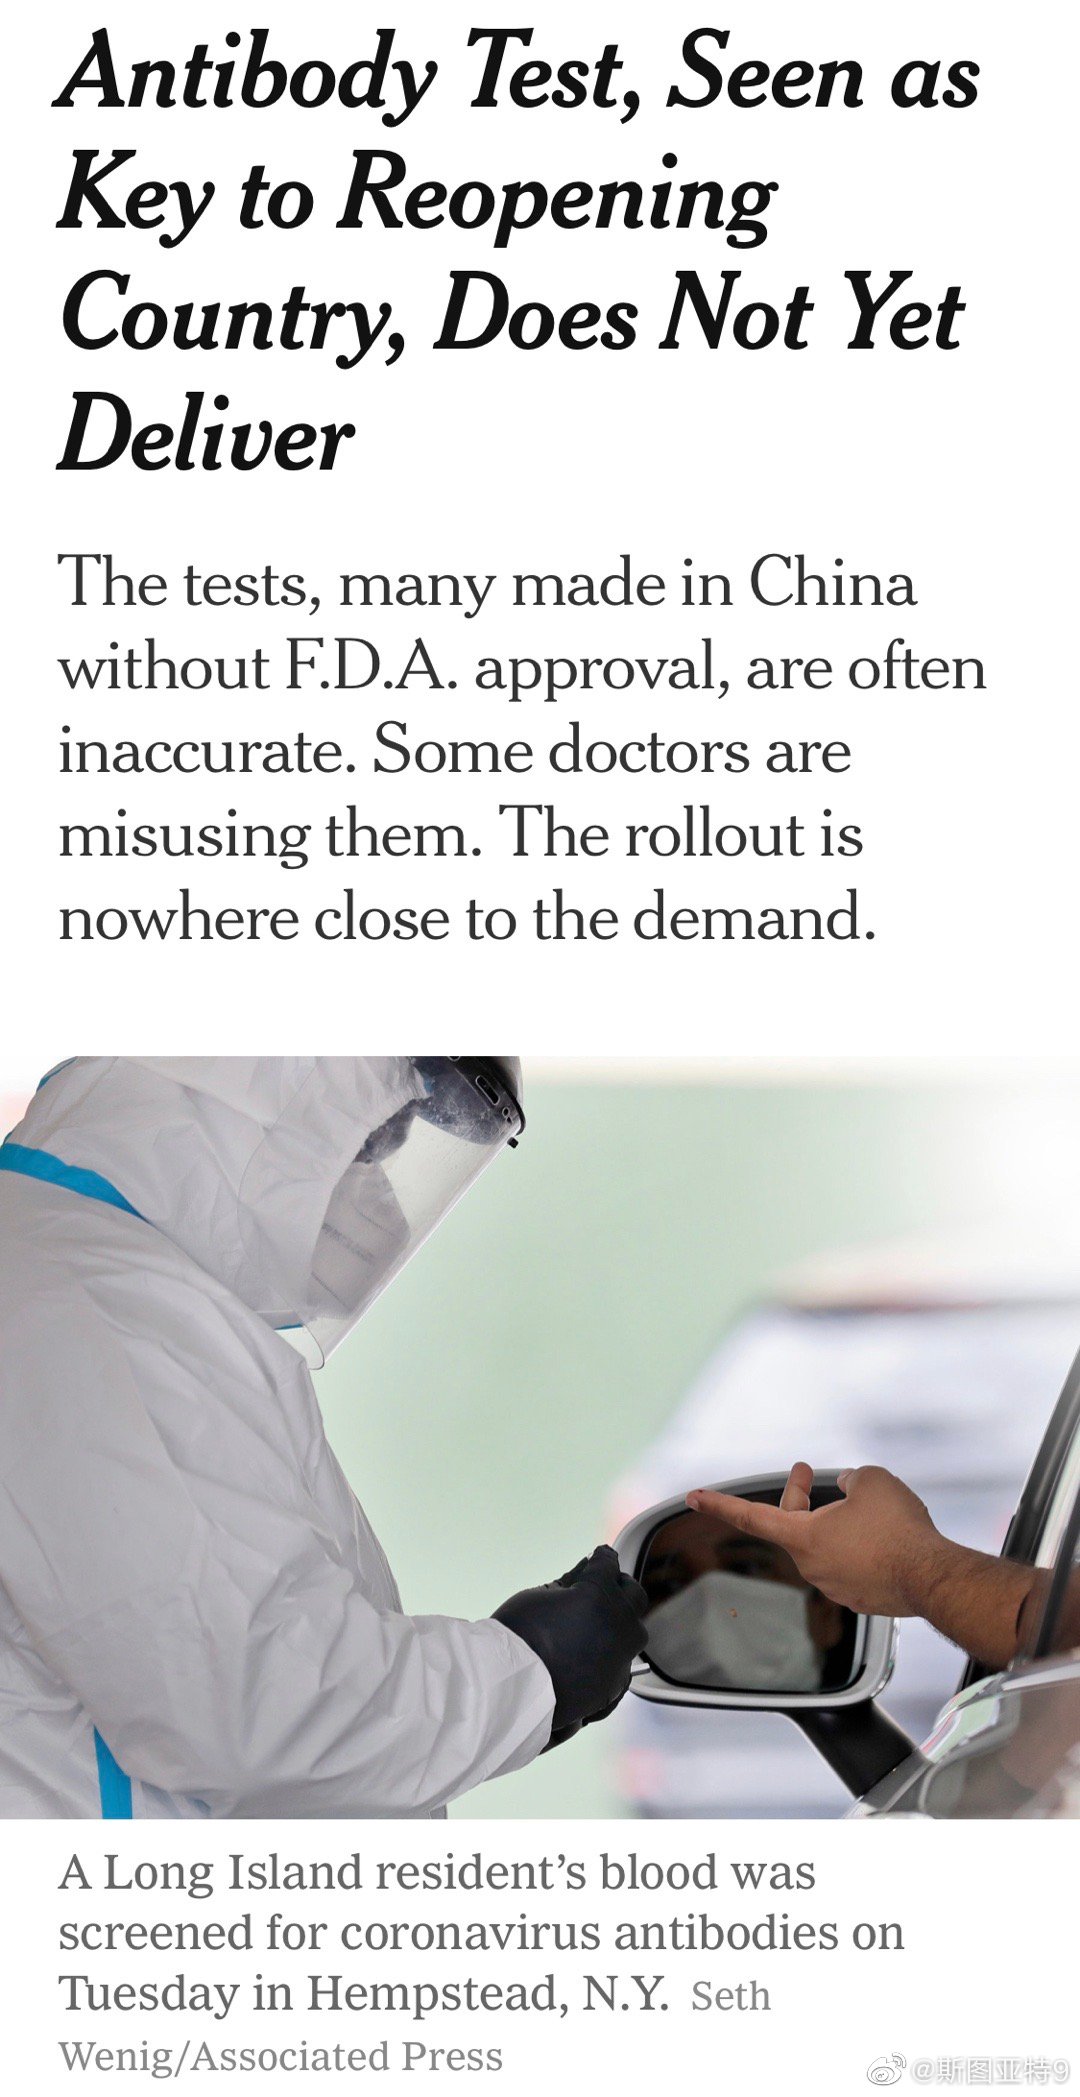 Antibody Test, Seen as
Key to Reopening
Country, Does Not Yet
Deliver
The tests, many made in China
without F.D.A. approval, are often
inaccurate. Some doctors are
misusing them. The rollout is
nowhere close to the demand.
A Long Island resident’s blood was
screened for coronavirus antibodies on
Tuesday in Hempstead, N.Y. Seth
Wenig/Associated Press
@斯图亚特9